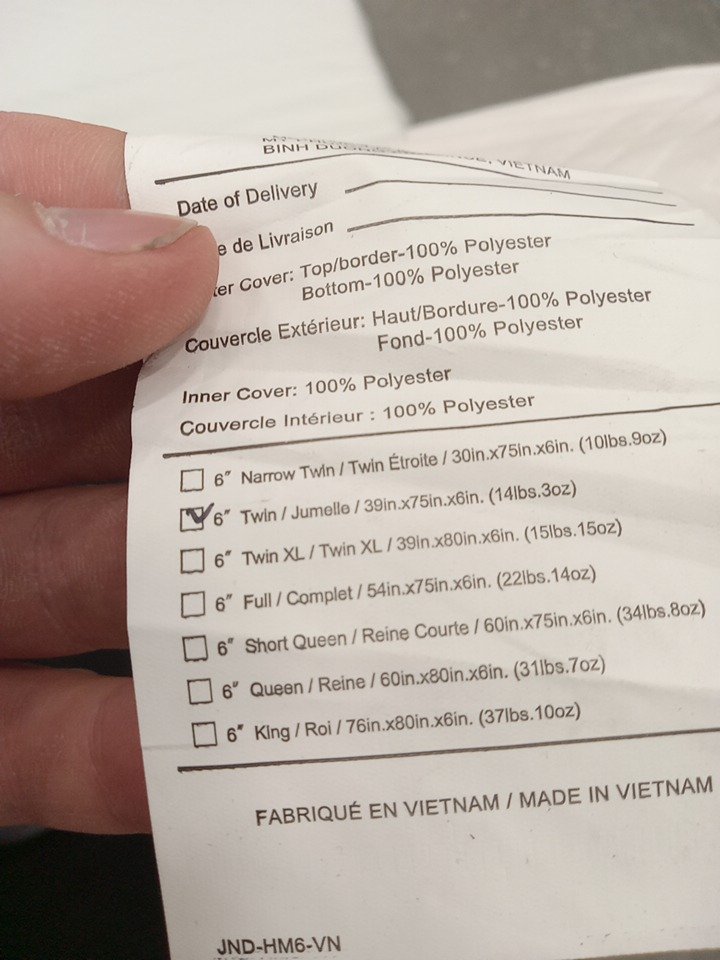 VIETNAM
Date of Delivery
de Livraison
Cover: Top/border-100% Polyester
Bottom-100% Polyester
Couvercle Extérieur: Haut/Bordure-100% Polyester
Fond-100% Polyester
Inner Cover: 100% Polyester
Couvercle Intérieur : 100% Polyester
6" Narrow Twin / Twin Étroite / 30in.x75in.x6in. (10lbs.9oz)
6" Twin / Jumelle / 39in.x75in.x6in. (14lbs.3oz)
6" Twin XL / Twin XL / 39in.x80in.x6in. (15lbs.15oz)
6" Full / Complet / 54in.x75in.x6in. (22lbs.14oz)
6" Short Queen / Reine Courte / 60in.x75in.x6in. (34lbs.8oz)
6" Queen / Reine / 60in.x80in.x6in. (31lbs.7oz)
6" King / Roi / 76in.x80in.x6in. (37lbs.10oz)
FABRIQUÉ EN VIETNAM / MADE IN VIETNAM
JND-HM6-VN